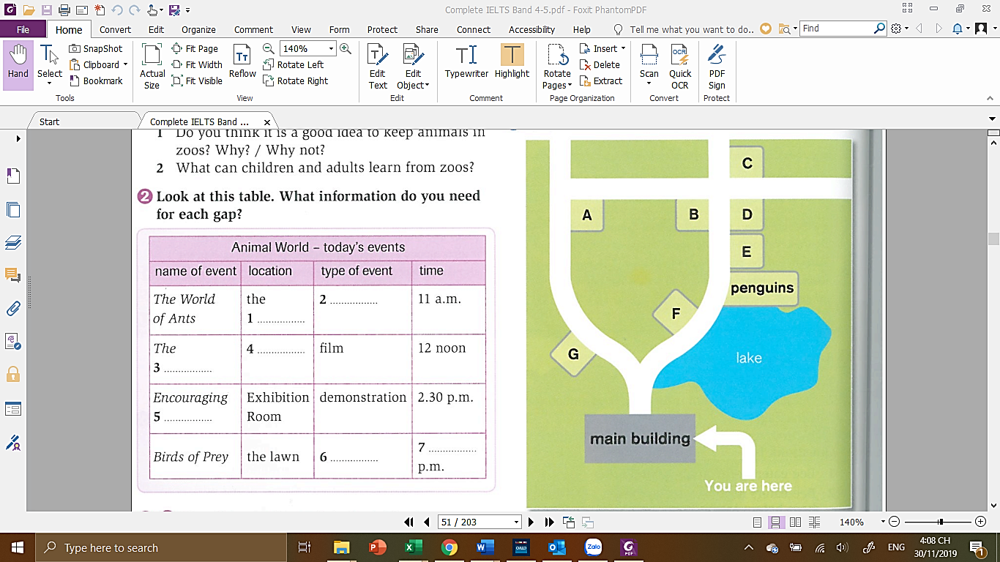 Complete IELTS Band 4-5.pdf - Foxit PhantomPDF
File
Home
Convert
Edit
Organize
Comment
View
Form
Protect
Share
Connect
Accessibility
Help
Tell me what you want to do..
Find
Hand
Select
SnapShot
Clipboard
Bookmark
Tools
Actual
Size
Fit Page
Fit Width
Fit Visible
Reflow
140%
Rotate Left
Rotate Right
View
Edit
Text
Edit
Object
Edit
Typewriter
Highlight
Comment
Rotate
Pages
Insert
Delete
Extract
Page Organization
Scan
Quick
OCR
Convert
PDF
Sign
Protect
Start
Complete IELTS Band ...
1 Do you think it is a good idea to keep animals in
zoos? Why? / Why not?
2 What can children and adults learn from zoos?
2 Look at this table. What information do you need
for each gap?
Animal World – today's events
name of event location type of event time
The World
of Ants
the
1 ................
2 ................
11 a.m.
The
3 ................
4 ................
film
12 noon
Encouraging
5 ................
Exhibition
Room
demonstration
2.30 p.m.
Birds of Prey
the lawn
6 ................
7 ................
p.m.
C
A
B
D
E
penguins
F
G
lake
main building
You are here
51 / 203
140%
Type here to search
OALD
Zalo
PDF
ENG
4:08 CH
30/11/2019
1